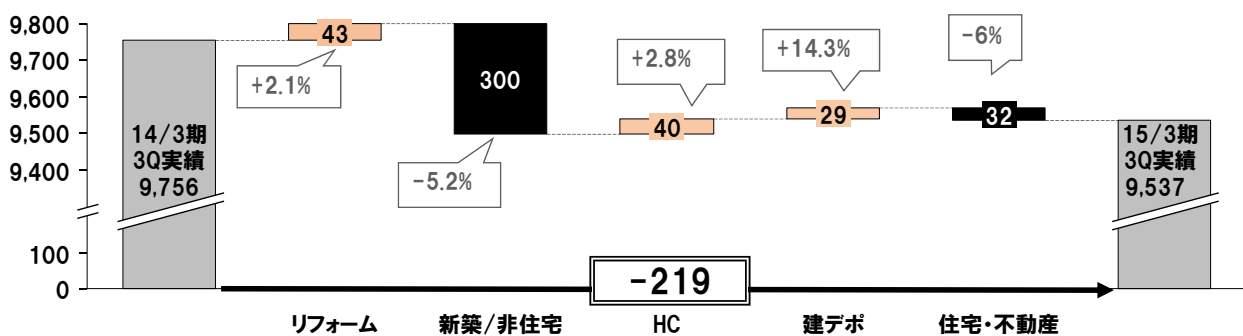 9,800
9,700
9,600
9,500
9,400
100
0
14/3期
3Q実績
9,756
43
+2.1%
300
-5.2%
+2.8%
40
+14.3%
29
-6%
32
15/3期
3Q実績
9,537
-219
リフォーム
新築/非住宅
HC
建デポ
住宅・不動産